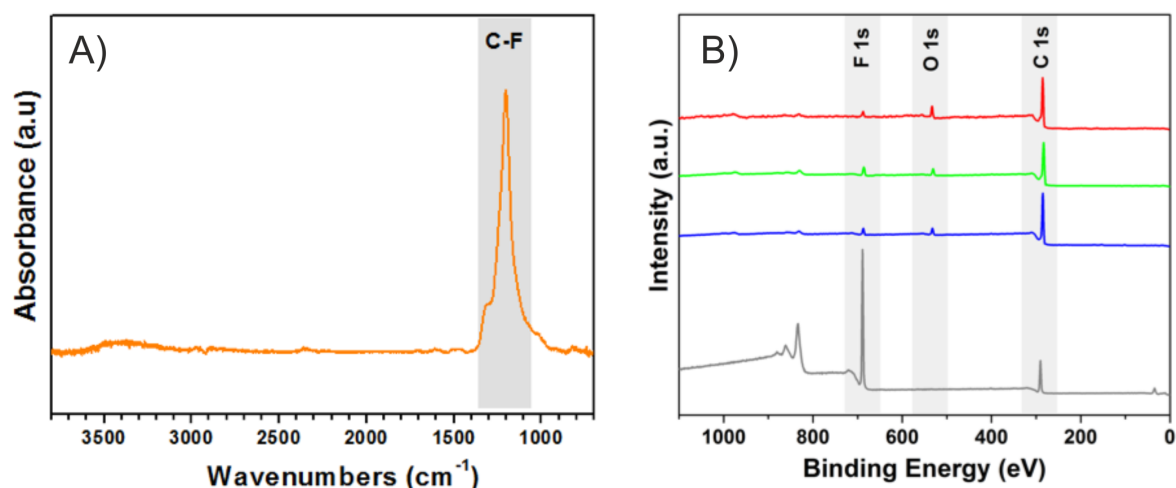 A)
C-F
Absorbance (a.u)
3500 3000 2500 2000 1500 1000
Wavenumbers (cm⁻¹)
B)
F 1s
O 1s
C 1s
Intensity (a.u.)
1000 800 600 400 200 0
Binding Energy (eV)